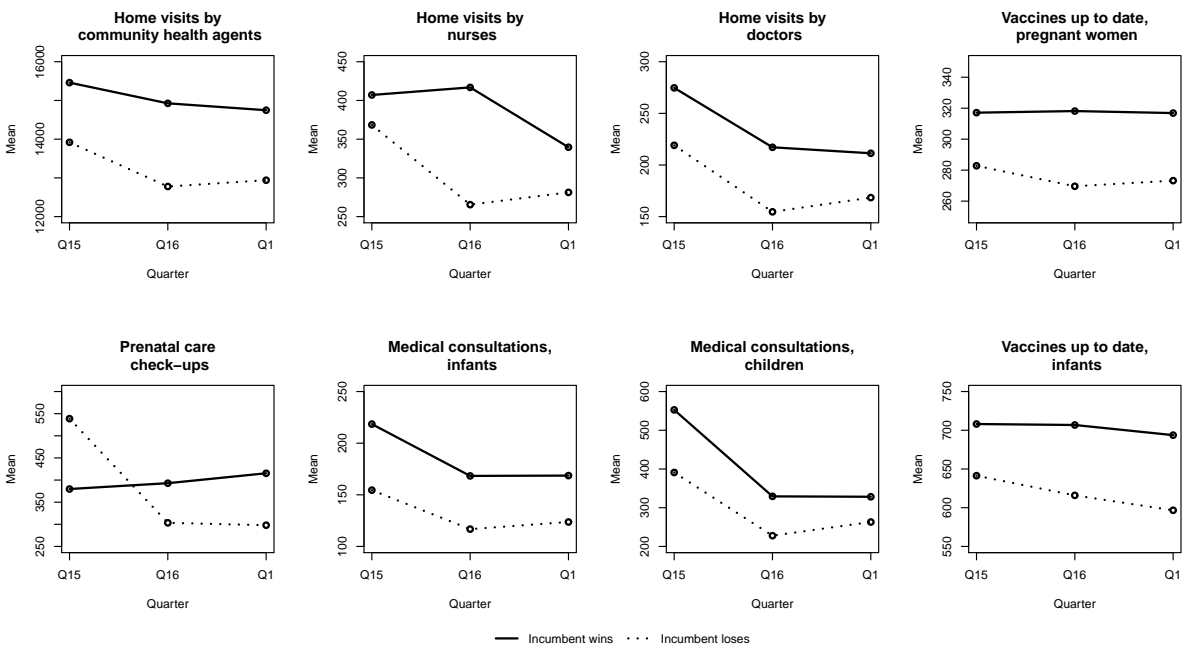 Home visits by
community health agents
Mean
16000
14000
12000
Q15
Q16
Q1
Quarter
Home visits by
nurses
Mean
450
400
350
300
250
Q15
Q16
Q1
Quarter
Home visits by
doctors
Mean
300
250
200
150
Q15
Q16
Q1
Quarter
Vaccines up to date,
pregnant women
Mean
340
320
300
280
260
Q15
Q16
Q1
Quarter
Prenatal care
check−ups
Mean
550
450
350
250
Q15
Q16
Q1
Quarter
Medical consultations,
infants
Mean
250
200
150
100
Q15
Q16
Q1
Quarter
Medical consultations,
children
Mean
600
500
400
300
200
Q15
Q16
Q1
Quarter
Vaccines up to date,
infants
Mean
750
700
650
600
550
Q15
Q16
Q1
Quarter
Incumbent wins
Incumbent loses